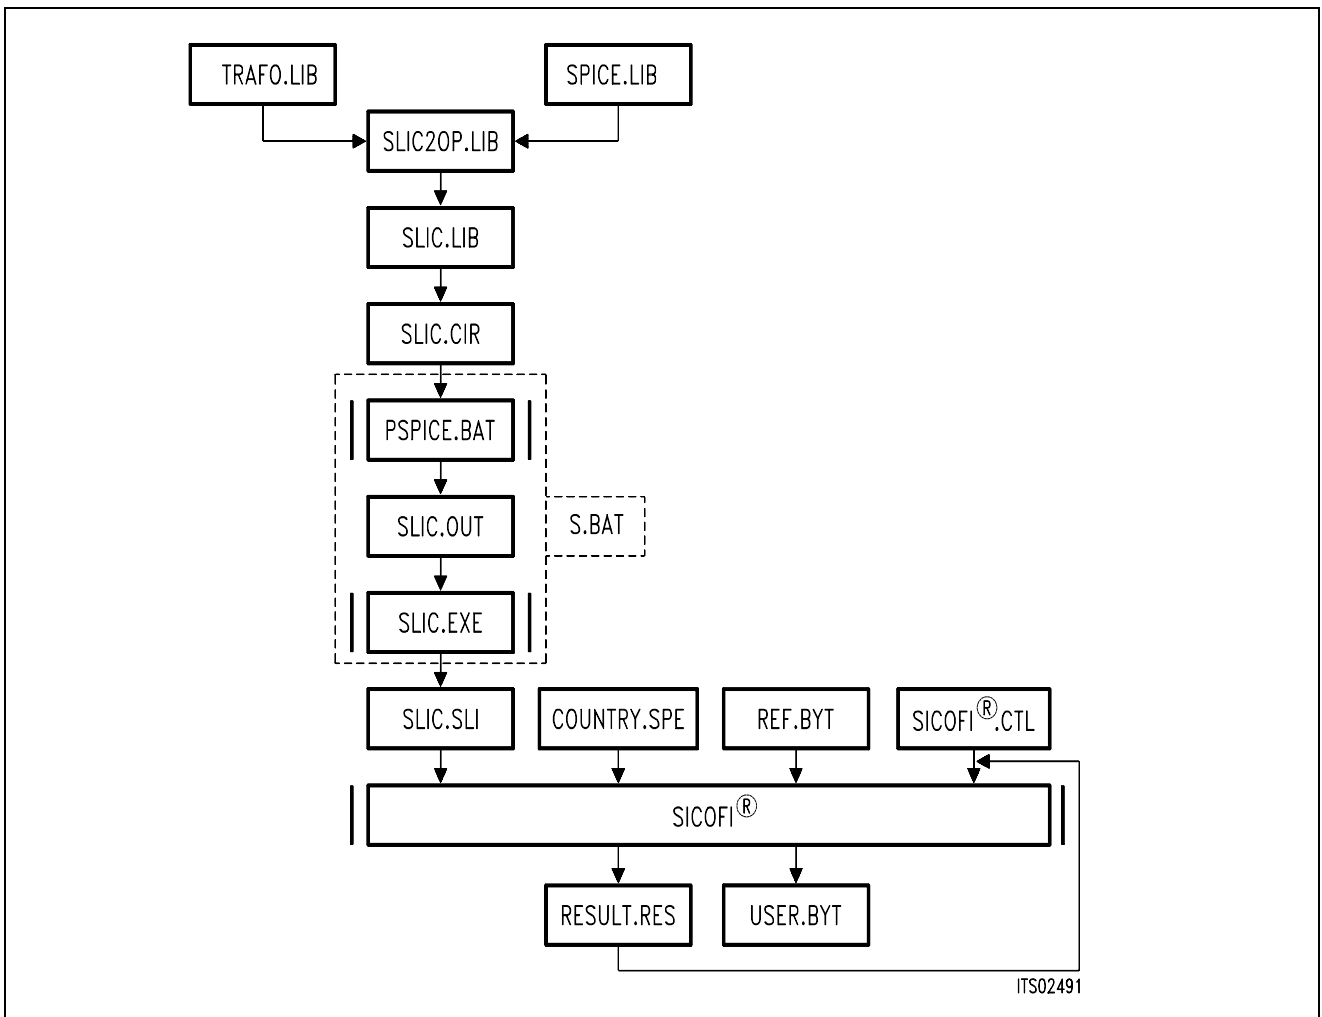 TRAFO.LIB
SPICE.LIB
SLIC2OP.LIB
SLIC.LIB
SLIC.CIR
PSPICE.BAT
SLIC.OUT
S.BAT
SLIC.EXE
SLIC.SLI
COUNTRY.SPE
REF.BYT
SICOFI®.CTL
SICOFI®
RESULT.RES
USER.BYT
ITS02491